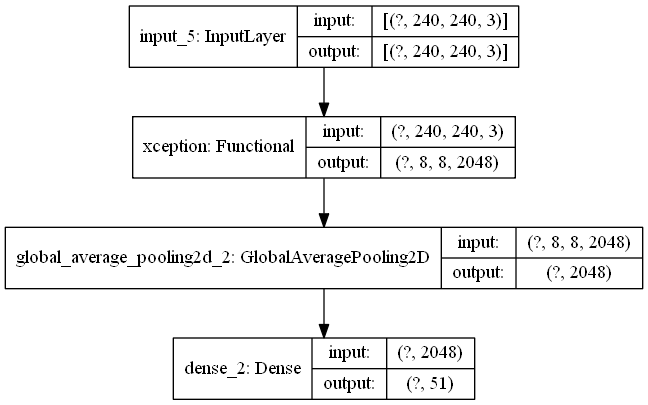 input_5: InputLayer
input: [(?, 240, 240, 3)]
output: [(?, 240, 240, 3)]
xception: Functional
input: (?, 240, 240, 3)
output: (?, 8, 8, 2048)
global_average_pooling2d_2: GlobalAveragePooling2D
input: (?, 8, 8, 2048)
output: (?, 2048)
dense_2: Dense
input: (?, 2048)
output: (?, 51)